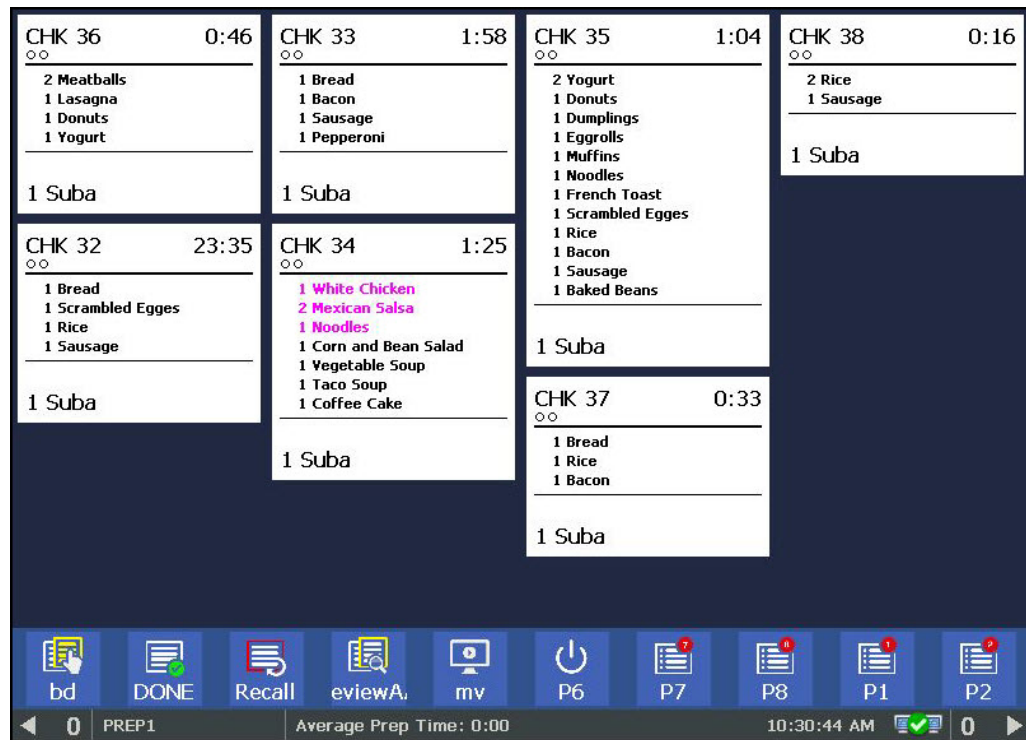 CHK 36 0:46
2 Meatballs
1 Lasagna
1 Donuts
1 Yogurt
1 Suba
CHK 32 23:35
1 Bread
1 Scrambled Egges
1 Rice
1 Sausage
1 Suba
CHK 33 1:58
1 Bread
1 Bacon
1 Sausage
1 Pepperoni
1 Suba
CHK 34 1:25
1 White Chicken
2 Mexican Salsa
1 Noodles
1 Corn and Bean Salad
1 Vegetable Soup
1 Taco Soup
1 Coffee Cake
1 Suba
CHK 35 1:04
2 Yogurt
1 Donuts
1 Dumplings
1 Eggrolls
1 Muffins
1 Noodles
1 French Toast
1 Scrambled Egges
1 Rice
1 Bacon
1 Sausage
1 Baked Beans
1 Suba
CHK 37 0:33
1 Bread
1 Rice
1 Bacon
1 Suba
CHK 38 0:16
2 Rice
1 Sausage
1 Suba
7 1 2
bd DONE Recall eviewA mv P6 P7 P8 P1 P2
0 PREP1 Average Prep Time: 0:00 10:30:44 AM 0